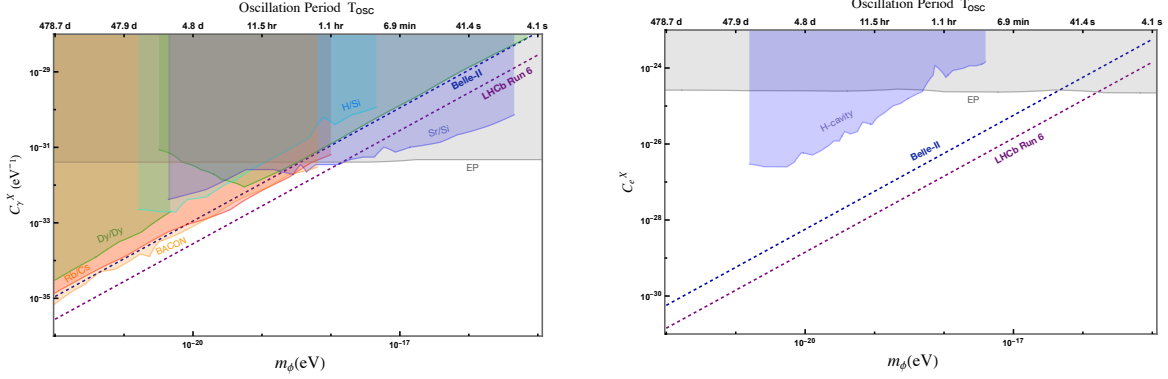 Oscillation Period Tosc
478.7 d 47.9 d 4.8 d 11.5 hr 1.1 hr 6.9 min 41.4 s 4.1 s
10⁻²⁹
10⁻³¹
10⁻³³
10⁻³⁵
C_γ^X (eV⁻¹)
H/Si
Belle-II
LHCb Run 6
Sr/Si
EP
Dy/Dy
BACON
Rb/Cs
10⁻²⁰ 10⁻¹⁷
m_ϕ(eV)
Oscillation Period Tosc
478.7 d 47.9 d 4.8 d 11.5 hr 1.1 hr 6.9 min 41.4 s 4.1 s
10⁻²⁴
10⁻²⁶
10⁻²⁸
10⁻³⁰
C_e^X
EP
H-cavity
Belle-II
LHCb Run 6
10⁻²⁰ 10⁻¹⁷
m_ϕ(eV)